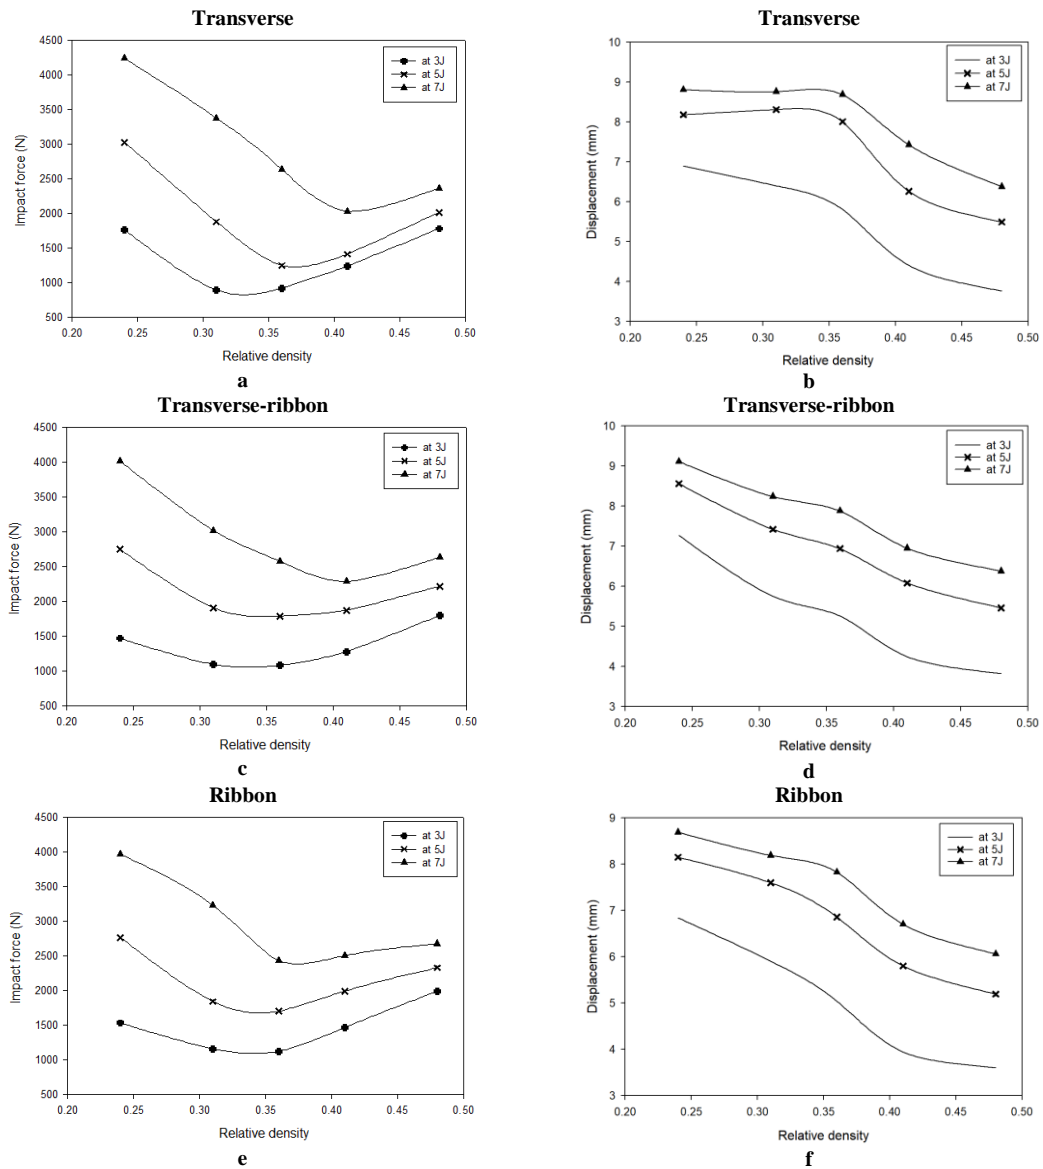 Transverse
4500
4000
3500
3000
2500
2000
1500
1000
500
Impact force (N)
at 3J
at 5J
at 7J
0.20 0.25 0.30 0.35 0.40 0.45 0.50
Relative density
a
Transverse
10
9
8
7
6
5
4
3
Displacement (mm)
at 3J
at 5J
at 7J
0.20 0.25 0.30 0.35 0.40 0.45 0.50
Relative density
b
Transverse-ribbon
4500
4000
3500
3000
2500
2000
1500
1000
500
Impact force (N)
at 3J
at 5J
at 7J
0.20 0.25 0.30 0.35 0.40 0.45 0.50
Relative density
c
Transverse-ribbon
10
9
8
7
6
5
4
3
Displacement (mm)
at 3J
at 5J
at 7J
0.20 0.25 0.30 0.35 0.40 0.45 0.50
Relative density
d
Ribbon
4500
4000
3500
3000
2500
2000
1500
1000
500
Impact force (N)
at 3J
at 5J
at 7J
0.20 0.25 0.30 0.35 0.40 0.45 0.50
Relative density
e
Ribbon
9
8
7
6
5
4
3
Displacement (mm)
at 3J
at 5J
at 7J
0.20 0.25 0.30 0.35 0.40 0.45 0.50
Relative density
f